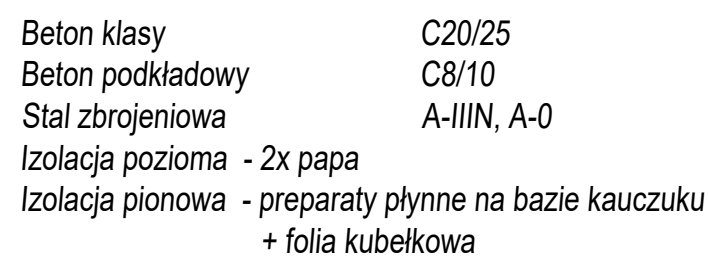 Beton klasy C20/25
Beton podkładowy C8/10
Stal zbrojeniowa A-IIIN, A-0
Izolacja pozioma - 2x papa
Izolacja pionowa - preparaty płynne na bazie kauczuku
+ folia kubełkowa